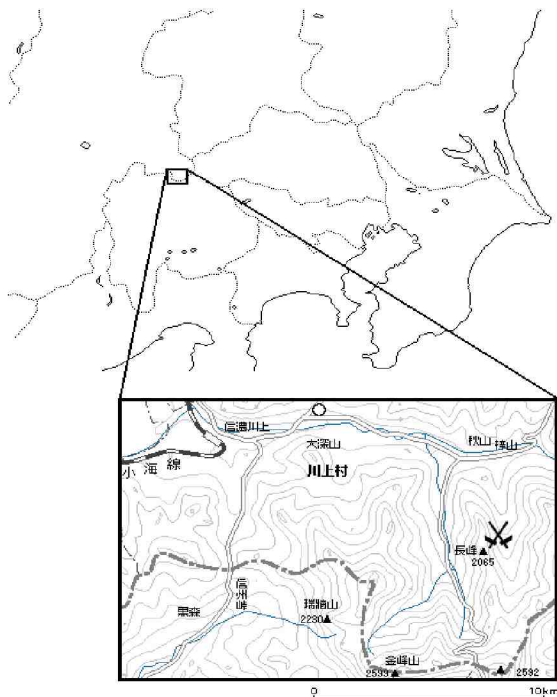 信濃川上
大深山
秋山
梓山
川上村
小海線
長峰
2065
信州峠
黒森
瑞牆山
2230
金峰山
2599
2592
0 10km